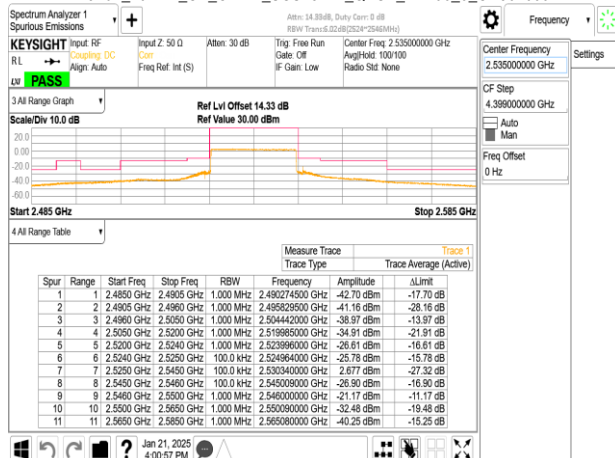 Spectrum Analyzer 1
Spurious Emissions
Attn: 14.33dB, Duty Corr: 0 dB
RBW Trans:6.02dB(2524~2546MHz)
Frequency
KEYSIGHT
Input: RF
Input Z: 50 Ω
Atten: 30 dB
Trig: Free Run
Center Freq: 2.535000000 GHz
RL
Coupling: DC
Corr
Gate: Off
Avg|Hold: 100/100
Align: Auto
Freq Ref: Int (S)
IF Gain: Low
Radio Std: None
PASS
Center Frequency
2.535000000 GHz
Settings
CF Step
4.399000000 GHz
Auto
Man
Freq Offset
0 Hz
3 All Range Graph
Ref Lvl Offset 14.33 dB
Scale/Div 10.0 dB
Ref Value 30.00 dBm
20.0
0.00
-20.0
-40.0
-60.0
Start 2.485 GHz
Stop 2.585 GHz
4 All Range Table
Measure Trace Trace 1
Trace Type Trace Average (Active)
Spur Range Start Freq Stop Freq RBW Frequency Amplitude ΔLimit
1 1 2.4850 GHz 2.4905 GHz 1.000 MHz 2.490274500 GHz -42.70 dBm -17.70 dB
2 2 2.4905 GHz 2.4960 GHz 1.000 MHz 2.495829500 GHz -41.16 dBm -28.16 dB
3 3 2.4960 GHz 2.5050 GHz 1.000 MHz 2.504442000 GHz -38.97 dBm -13.97 dB
4 4 2.5050 GHz 2.5200 GHz 1.000 MHz 2.519985000 GHz -34.91 dBm -21.91 dB
5 5 2.5200 GHz 2.5240 GHz 1.000 MHz 2.523996000 GHz -26.61 dBm -16.61 dB
6 6 2.5240 GHz 2.5250 GHz 100.0 kHz 2.524964000 GHz -25.78 dBm -15.78 dB
7 7 2.5250 GHz 2.5450 GHz 100.0 kHz 2.530340000 GHz 2.677 dBm -27.32 dB
8 8 2.5450 GHz 2.5460 GHz 100.0 kHz 2.545009000 GHz -26.90 dBm -16.90 dB
9 9 2.5460 GHz 2.5500 GHz 1.000 MHz 2.546000000 GHz -21.17 dBm -11.17 dB
10 10 2.5500 GHz 2.5650 GHz 1.000 MHz 2.550090000 GHz -32.48 dBm -19.48 dB
11 11 2.5650 GHz 2.5850 GHz 1.000 MHz 2.565080000 GHz -40.25 dBm -15.25 dB
Jan 21, 2025
4:00:57 PM